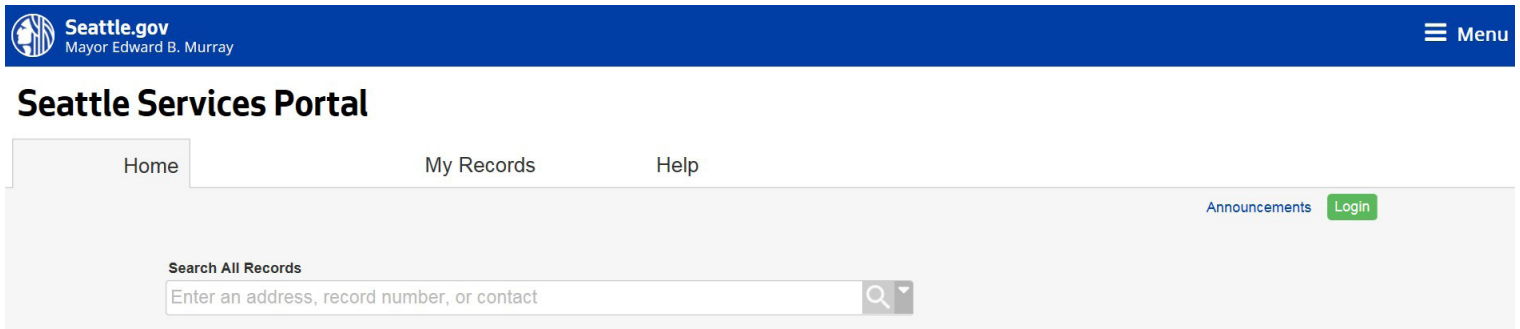 Seattle.gov
Mayor Edward B. Murray
Menu
Seattle Services Portal
Home My Records Help
Announcements Login
Search All Records
Enter an address, record number, or contact